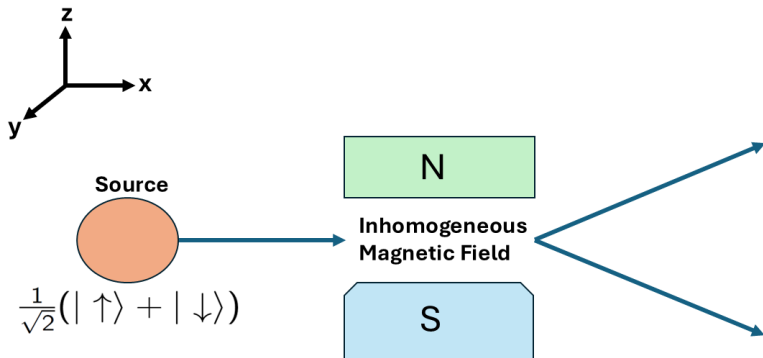 z
x
y
N
Source
Inhomogeneous
Magnetic Field
1/√2(| ↑⟩ + | ↓⟩)
S